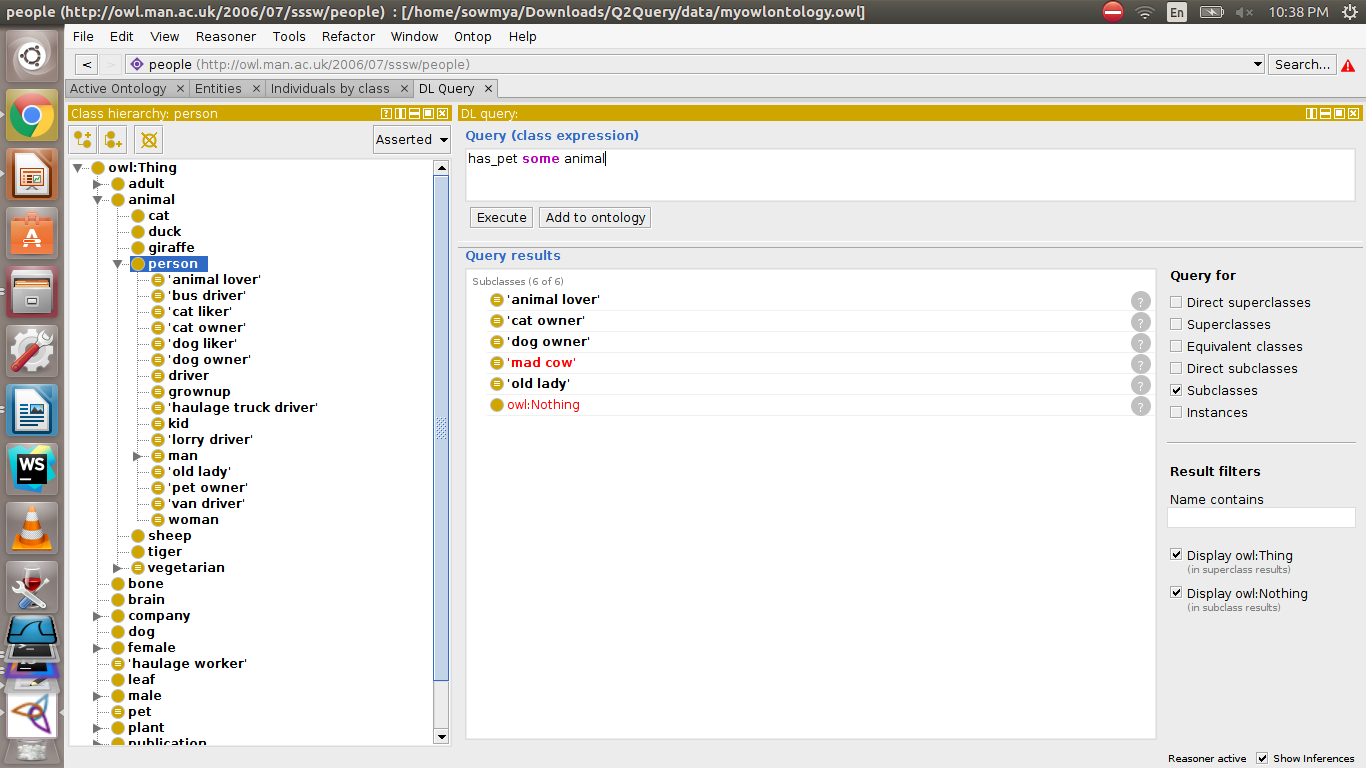 people (http://owl.man.ac.uk/2006/07/sssw/people) : [/home/sowmya/Downloads/Q2Query/data/myowlontology.owl]
En
10:38 PM
File Edit View Reasoner Tools Refactor Window Ontop Help
< > people (http://owl.man.ac.uk/2006/07/sssw/people) Search...
Active Ontology Entities Individuals by class DL Query
Class hierarchy: person
Asserted
owl:Thing
adult
animal
cat
duck
giraffe
person
'animal lover'
'bus driver'
'cat liker'
'cat owner'
'dog liker'
'dog owner'
driver
grownup
'haulage truck driver'
kid
'lorry driver'
man
'old lady'
'pet owner'
'van driver'
woman
sheep
tiger
vegetarian
bone
brain
company
dog
female
'haulage worker'
leaf
male
pet
plant
publication
DL query:
Query (class expression)
has_pet some animal
Execute Add to ontology
Query results
Subclasses (6 of 6)
'animal lover' ?
'cat owner' ?
'dog owner' ?
'mad cow' ?
'old lady' ?
owl:Nothing ?
Query for
Direct superclasses
Superclasses
Equivalent classes
Direct subclasses
Subclasses
Instances
Result filters
Name contains
Display owl:Thing
(in superclass results)
Display owl:Nothing
(in subclass results)
Reasoner active Show Inferences
WS